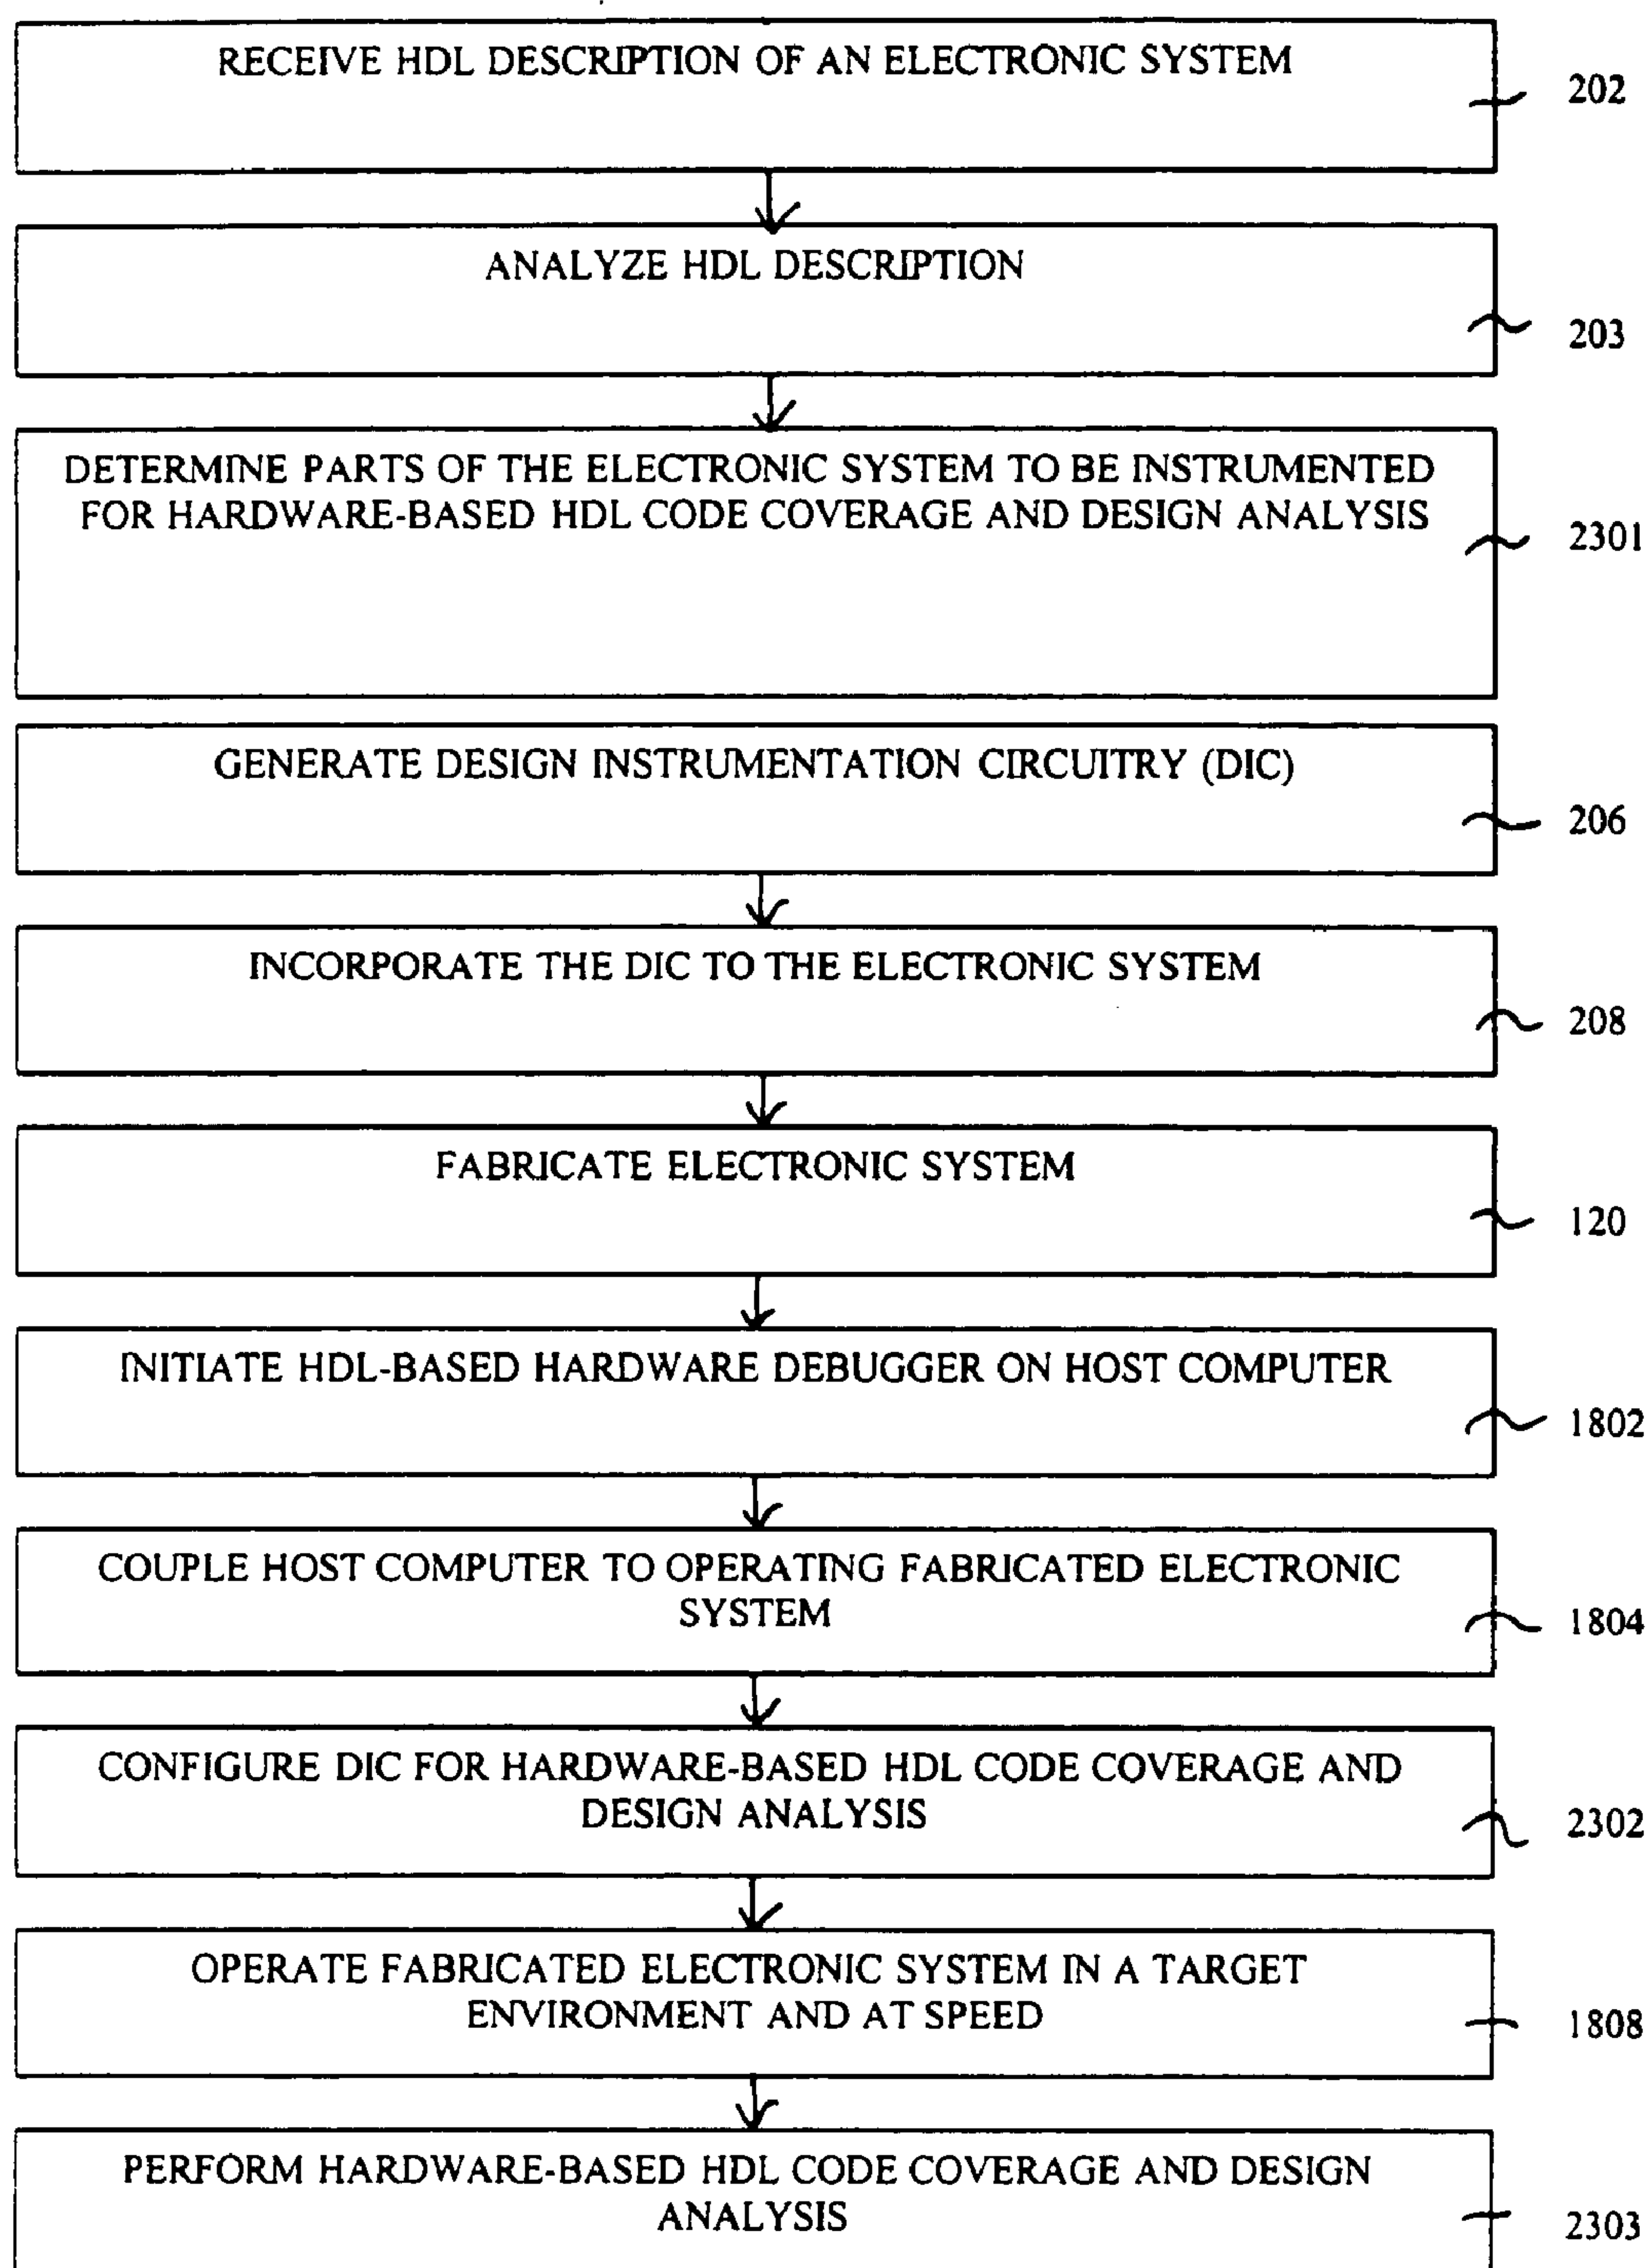 RECEIVE HDL DESCRIPTION OF AN ELECTRONIC SYSTEM
202
ANALYZE HDL DESCRIPTION
203
DETERMINE PARTS OF THE ELECTRONIC SYSTEM TO BE INSTRUMENTED
FOR HARDWARE-BASED HDL CODE COVERAGE AND DESIGN ANALYSIS
2301
GENERATE DESIGN INSTRUMENTATION CIRCUITRY (DIC)
206
INCORPORATE THE DIC TO THE ELECTRONIC SYSTEM
208
FABRICATE ELECTRONIC SYSTEM
120
INITIATE HDL-BASED HARDWARE DEBUGGER ON HOST COMPUTER
1802
COUPLE HOST COMPUTER TO OPERATING FABRICATED ELECTRONIC
SYSTEM
1804
CONFIGURE DIC FOR HARDWARE-BASED HDL CODE COVERAGE AND
DESIGN ANALYSIS
2302
OPERATE FABRICATED ELECTRONIC SYSTEM IN A TARGET
ENVIRONMENT AND AT SPEED
1808
PERFORM HARDWARE-BASED HDL CODE COVERAGE AND DESIGN
ANALYSIS
2303